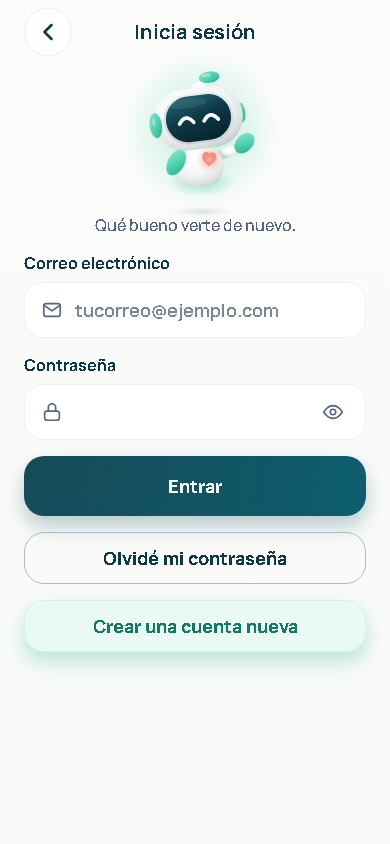 Inicia sesión
Qué bueno verte de nuevo.
Correo electrónico
tucorreo@ejemplo.com
Contraseña
Entrar
Olvidé mi contraseña
Crear una cuenta nueva